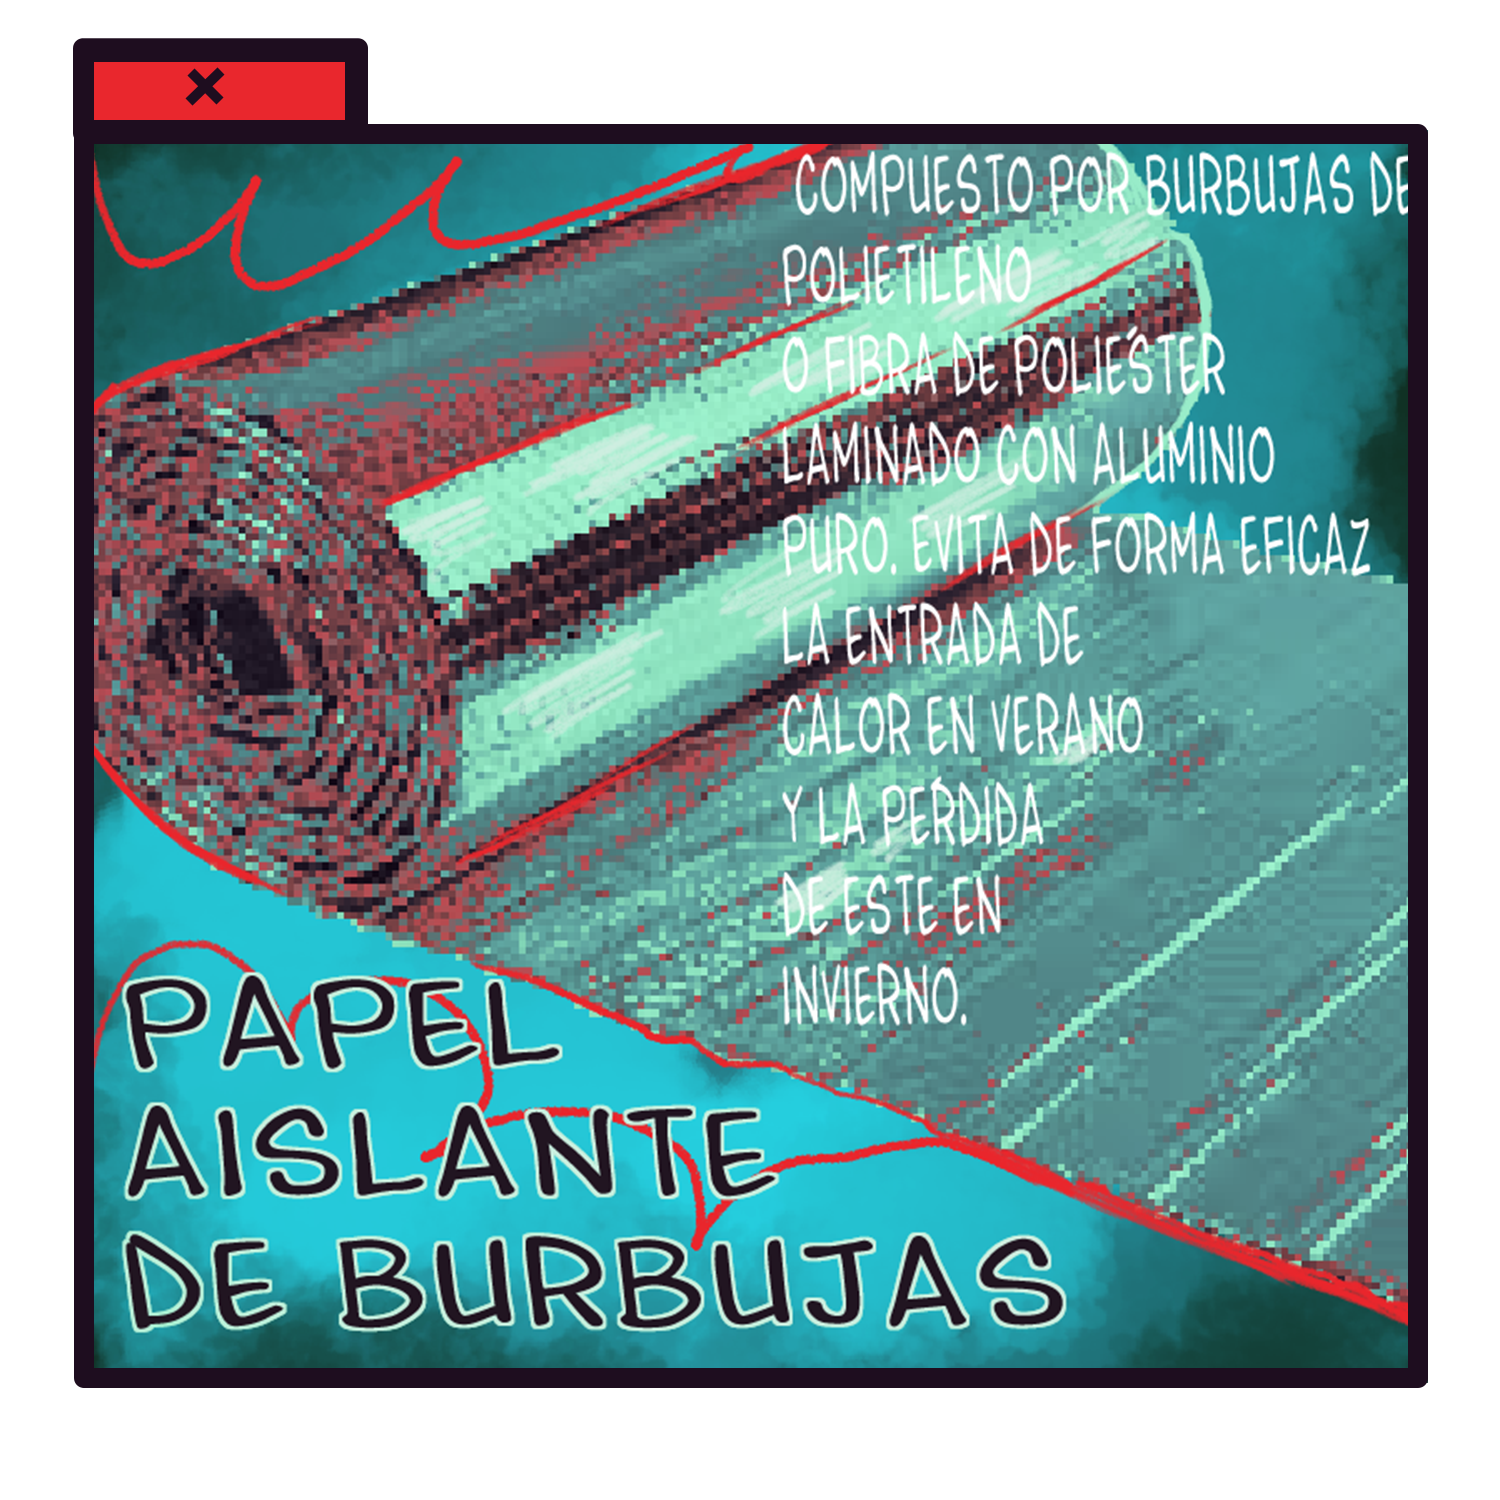 COMPUESTO POR BURBUJAS DE
POLIETILENO
O FIBRA DE POLIÉSTER
LAMINADO CON ALUMINIO
PURO. EVITA DE FORMA EFICAZ
LA ENTRADA DE
CALOR EN VERANO
Y LA PÉRDIDA
DE ESTE EN
INVIERNO.
PAPEL
AISLANTE
DE BURBUJAS